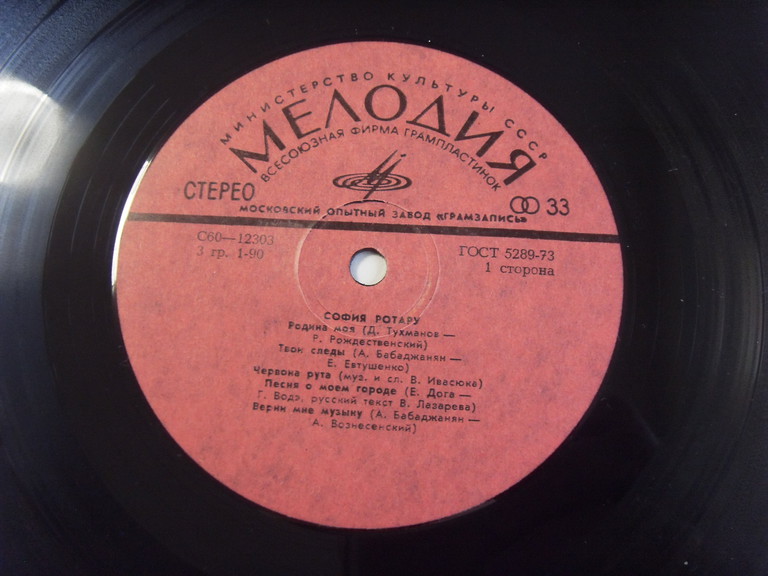 МИНИСТЕРСТВО КУЛЬТУРЫ СССР
МЕЛОДИЯ
ВСЕСОЮЗНАЯ ФИРМА ГРАМПЛАСТИНОК
СТЕРЕО
33
МОСКОВСКИЙ ОПЫТНЫЙ ЗАВОД «ГРАМЗАПИСЬ»
С60—12303
3 гр. 1-90
ГОСТ 5289-73
1 сторона
СОФИЯ РОТАРУ
Родина моя (Д. Тухманов —
Р. Рождественский)
Твои следы (А. Бабаджанян —
Е. Евтушенко)
Червона рута (муз. и сл. В. Ивасюка)
Песня о моем городе (Е. Дога —
Г. Водэ, русский текст В. Лазарева)
Верни мне музыку (А. Бабаджанян —
А. Вознесенский)